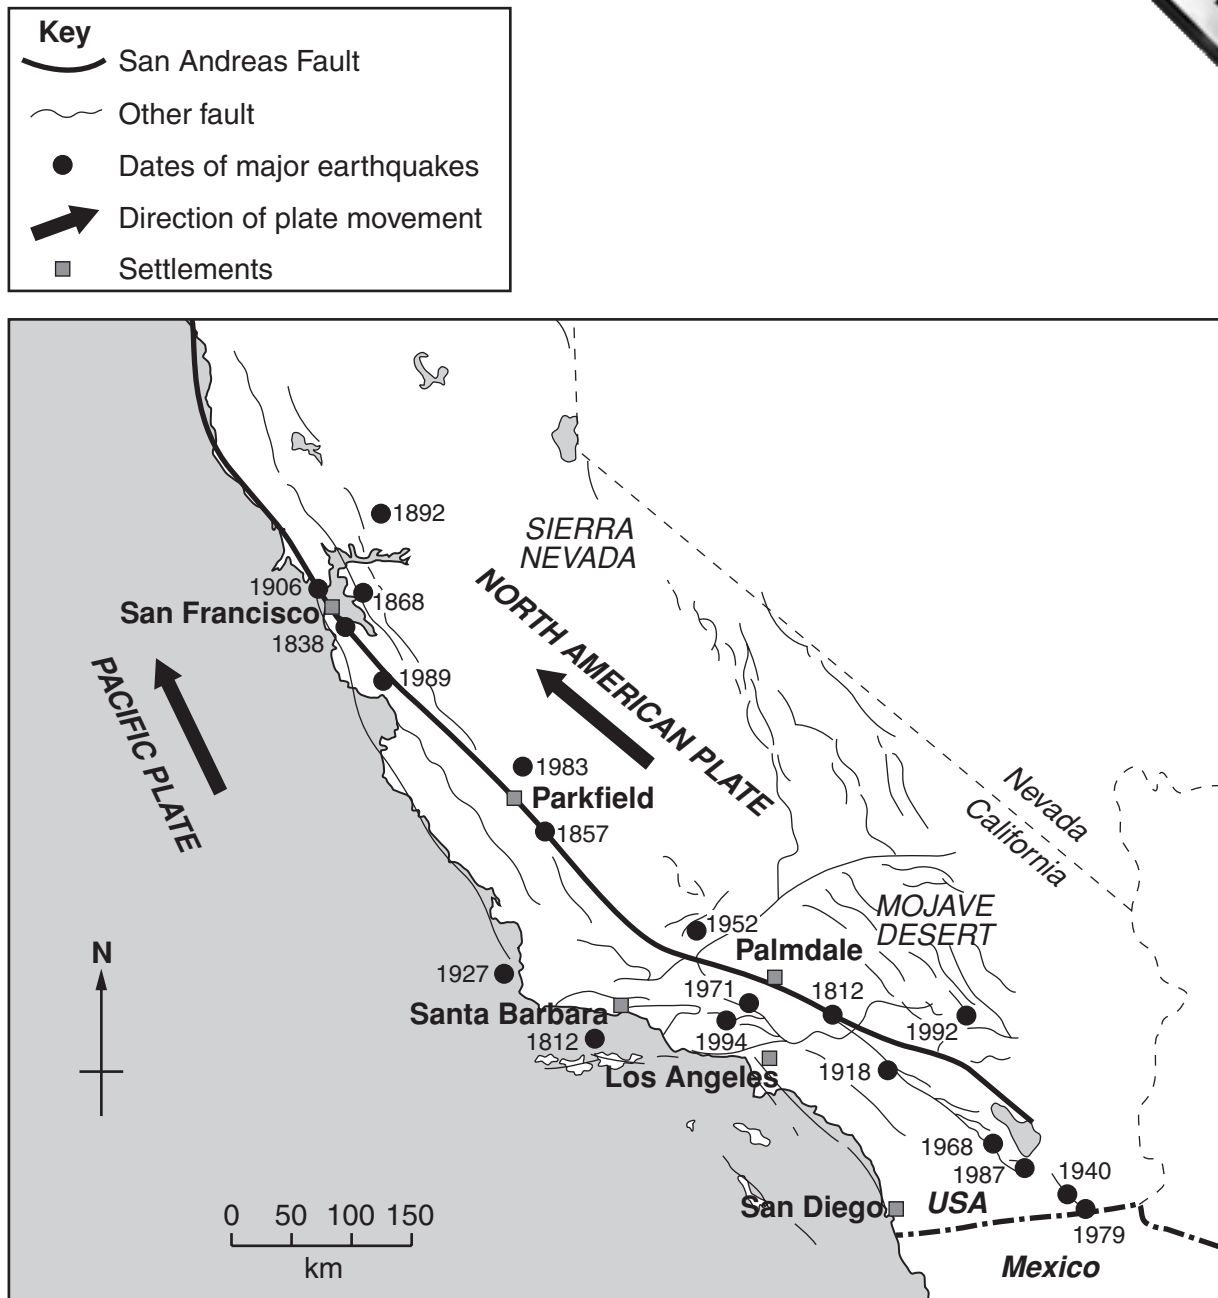 Key
San Andreas Fault
Other fault
Dates of major earthquakes
Direction of plate movement
Settlements
1892
SIERRA
NEVADA
1906
1868
San Francisco
1838
NORTH AMERICAN PLATE
PACIFIC PLATE
1989
1983
Parkfield
1857
Nevada
California
MOJAVE
DESERT
1952
Palmdale
N
1927
1971
1812
Santa Barbara
1994
1992
1812
Los Angeles
1918
1968
1987
1940
San Diego
USA
1979
Mexico
0 50 100 150
km